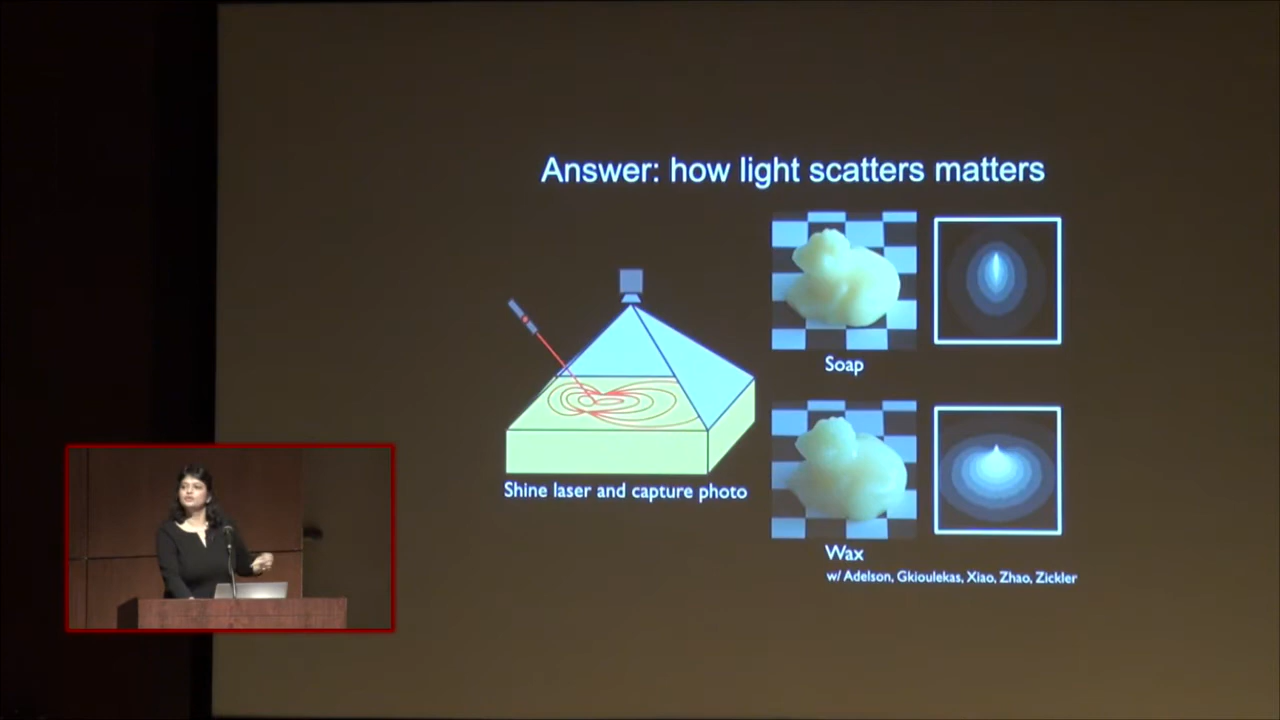 Answer: how light scatters matters
Soap
Shine laser and capture photo
Wax
w/ Adelson, Gkioulekas, Xiao, Zhao, Zickler